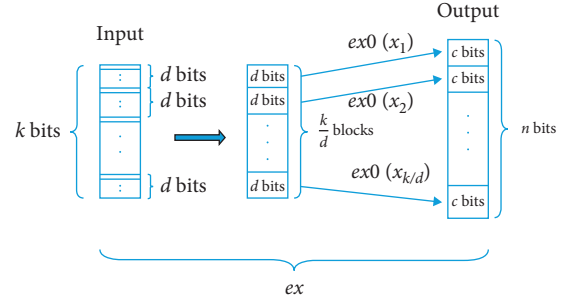 Input
Output
k bits
d bits
d bits
d bits
d bits
d bits
d bits
k/d blocks
ex0 (x₁)
ex0 (x₂)
ex0 (x_{k/d})
c bits
c bits
c bits
n bits
ex